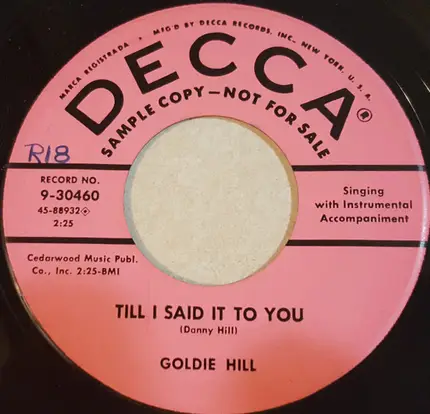 MARCA REGISTRADA • MFG'D BY DECCA RECORDS, INC., NEW YORK, U. S. A.
DECCA®
SAMPLE COPY—NOT FOR SALE
R18
RECORD NO.
9-30460
45-88932
2:25
Singing
with Instrumental
Accompaniment
Cedarwood Music Publ.
Co., Inc. 2:25-BMI
TILL I SAID IT TO YOU
(Danny Hill)
GOLDIE HILL